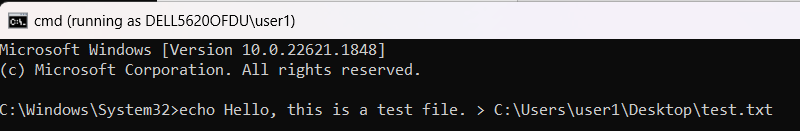 cmd (running as DELL5620OFDU\user1)
Microsoft Windows [Version 10.0.22621.1848]
(c) Microsoft Corporation. All rights reserved.
C:\Windows\System32>echo Hello, this is a test file. > C:\Users\user1\Desktop\test.txt